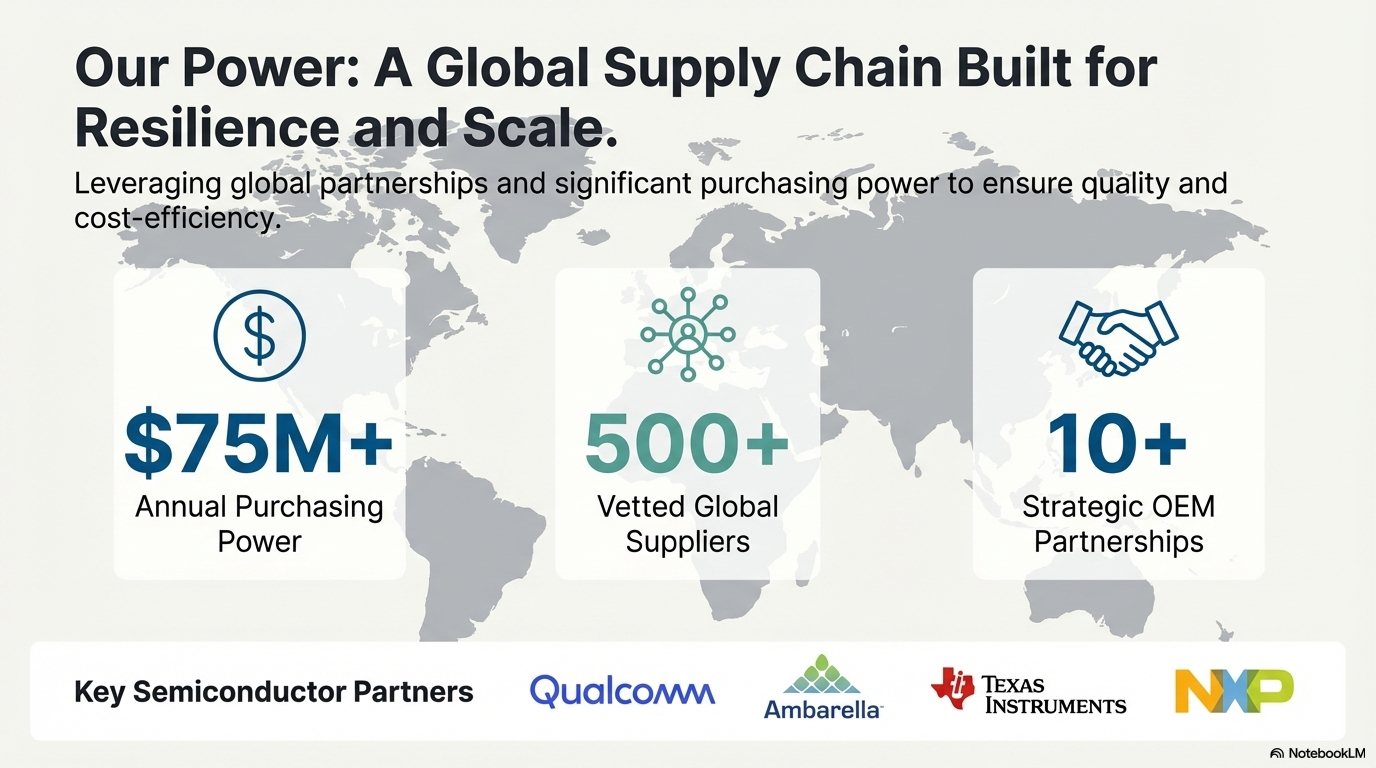 Our Power: A Global Supply Chain Built for
Resilience and Scale.
Leveraging global partnerships and significant purchasing power to ensure quality and
cost-efficiency.
$75M+
Annual Purchasing
Power
500+
Vetted Global
Suppliers
10+
Strategic OEM
Partnerships
Key Semiconductor Partners
Qualcomm
Ambarella
Texas
Instruments
NXP
NotebookLM